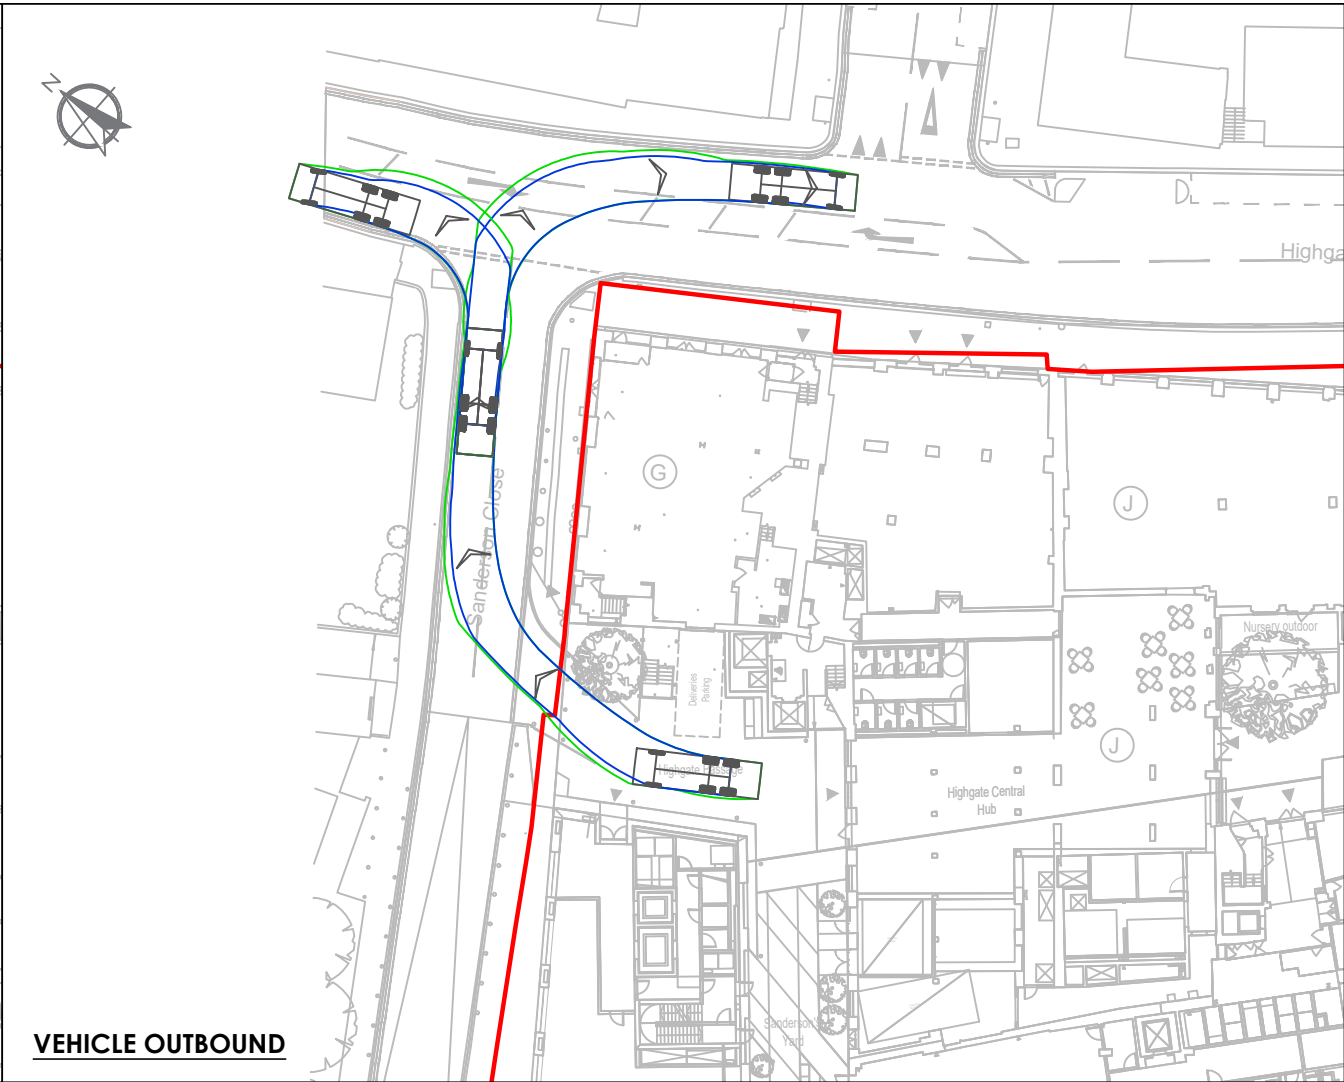 N
Highga
Sanderson Close
G
J
Nursery outdoor
Deliveries
Parking
J
Highgate Passage
Highgate Central
Hub
Sanderson's
Yard
VEHICLE OUTBOUND